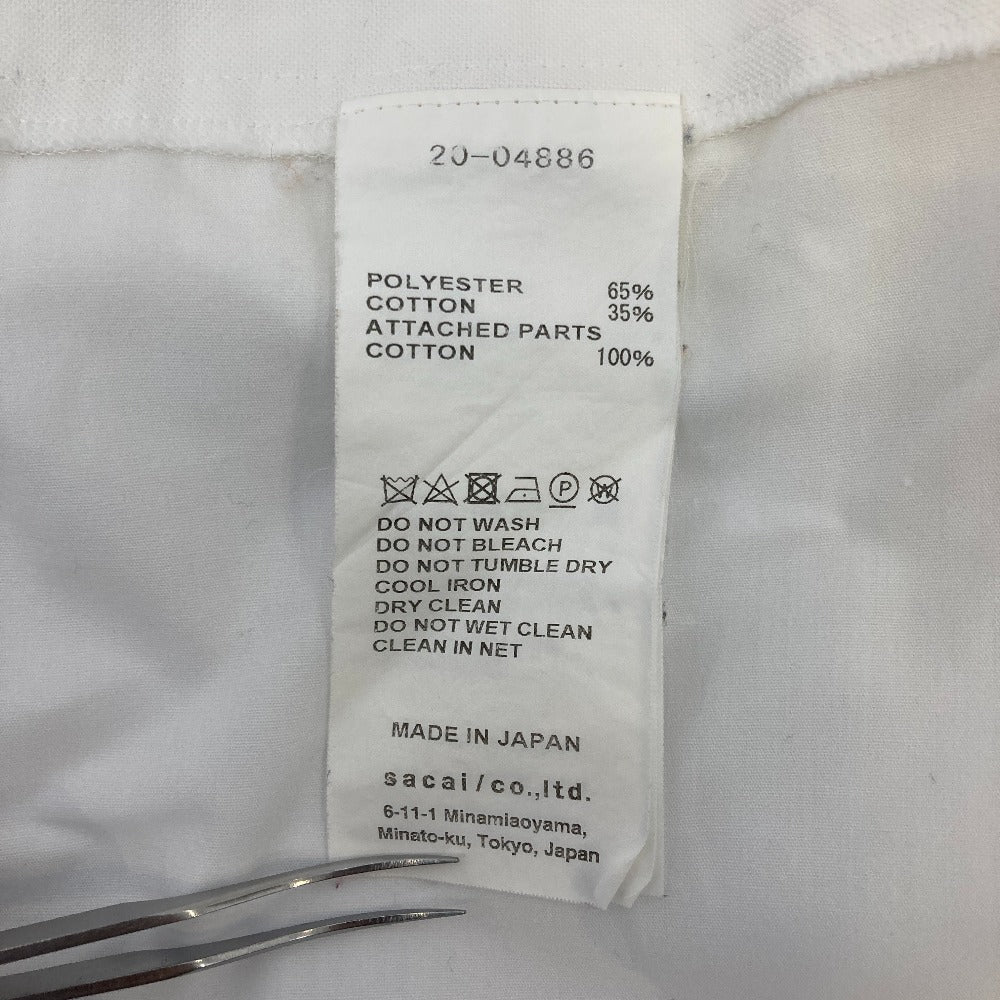 20-04886
POLYESTER 65%
COTTON 35%
ATTACHED PARTS
COTTON 100%
P W
DO NOT WASH
DO NOT BLEACH
DO NOT TUMBLE DRY
COOL IRON
DRY CLEAN
DO NOT WET CLEAN
CLEAN IN NET
MADE IN JAPAN
sacai/co.,ltd.
6-11-1 Minamiaoyama,
Minato-ku, Tokyo, Japan